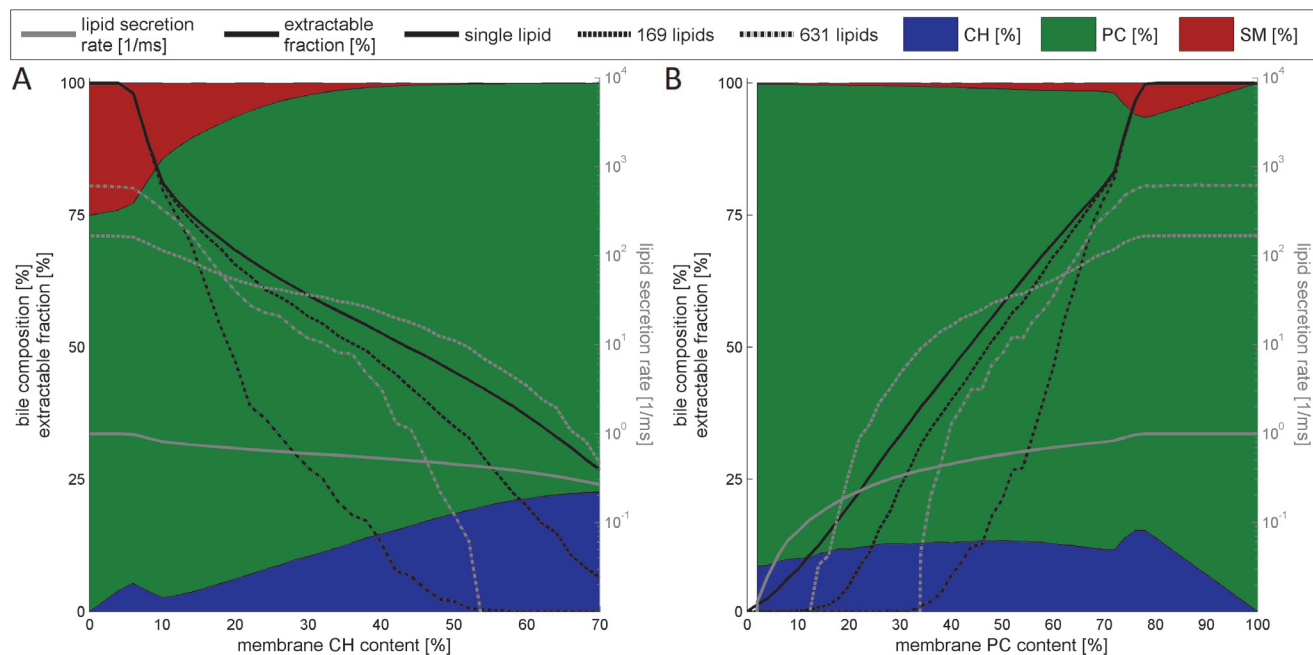 lipid secretion rate [1/ms]
extractable fraction [%]
single lipid
169 lipids
631 lipids
CH [%]
PC [%]
SM [%]
A
bile composition [%]
extractable fraction [%]
100
75
50
25
0
0 10 20 30 40 50 60 70
membrane CH content [%]
10^4
10^3
10^2
10^1
10^0
10^-1
lipid secretion rate [1/ms]
B
bile composition [%]
extractable fraction [%]
100
75
50
25
0
0 10 20 30 40 50 60 70 80 90 100
membrane PC content [%]
10^4
10^3
10^2
10^1
10^0
10^-1
lipid secretion rate [1/ms]